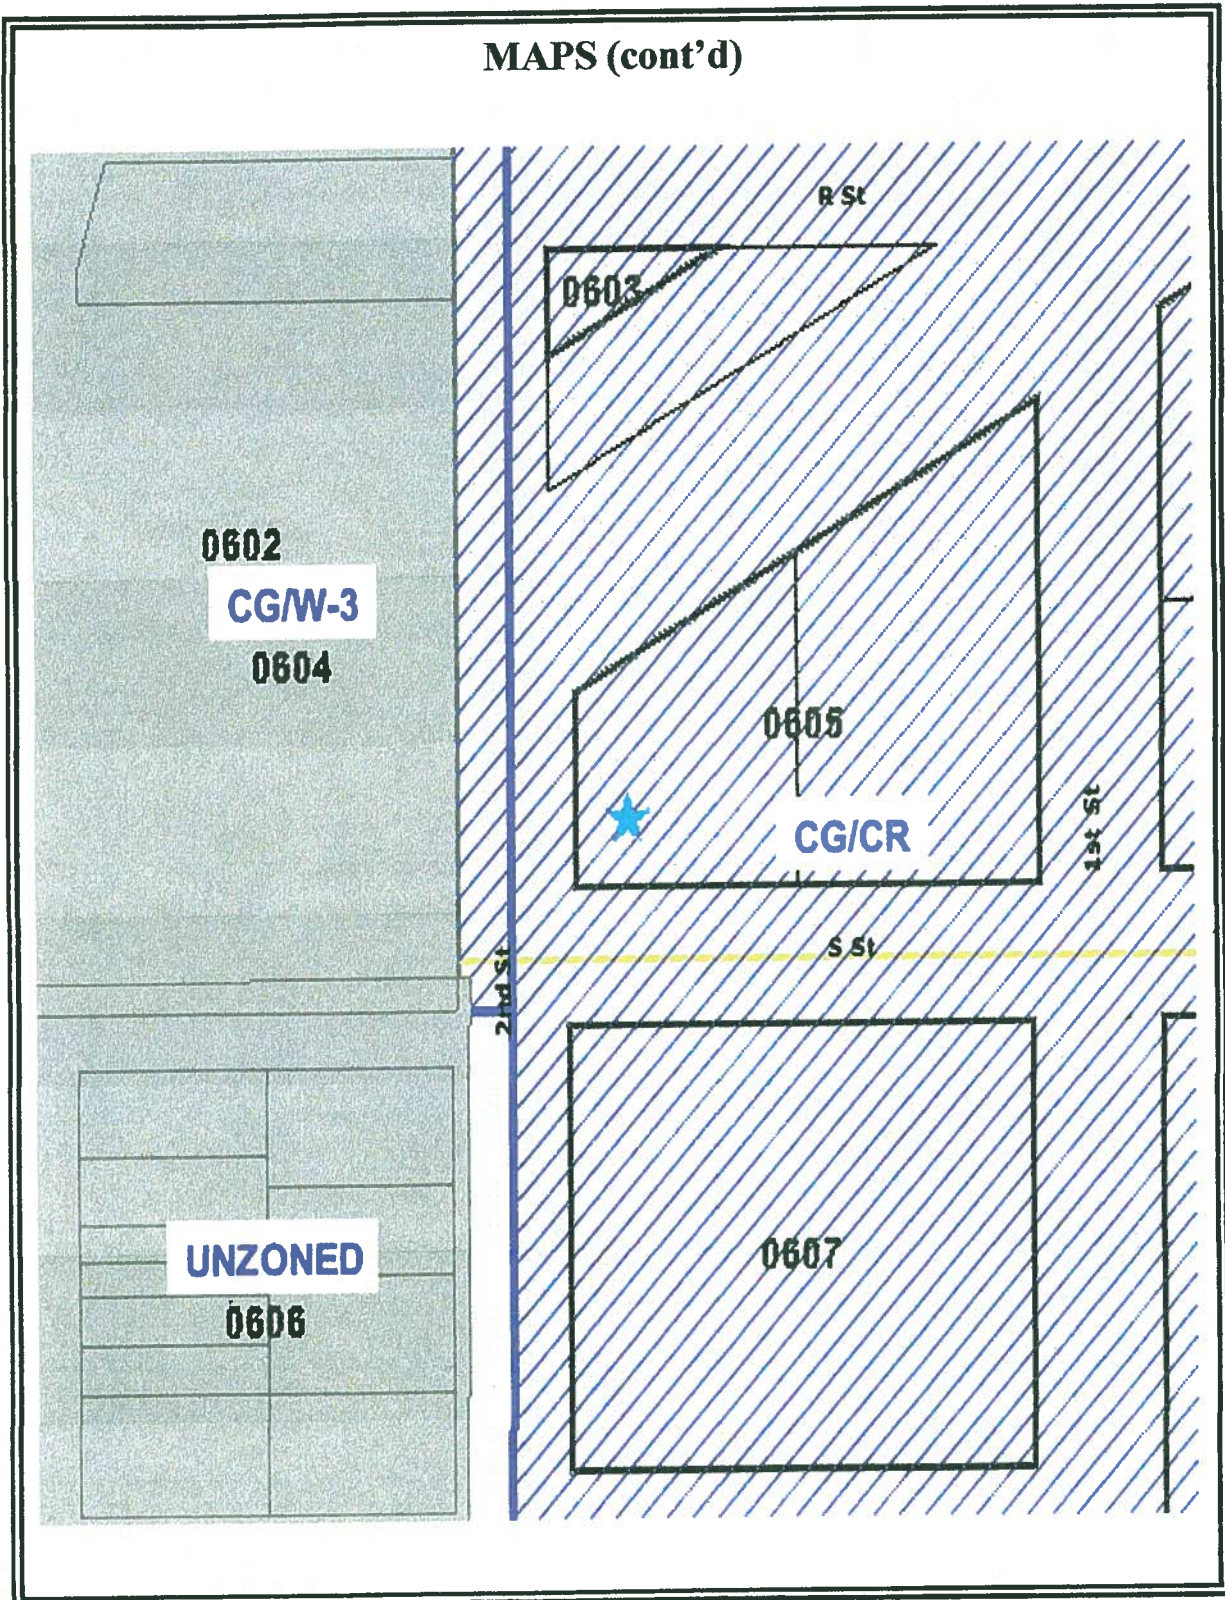 MAPS (cont'd)
R St
0603
0602
CG/W-3
0604
0605
CG/CR
1st St
S St
2nd St
UNZONED
0606
0607